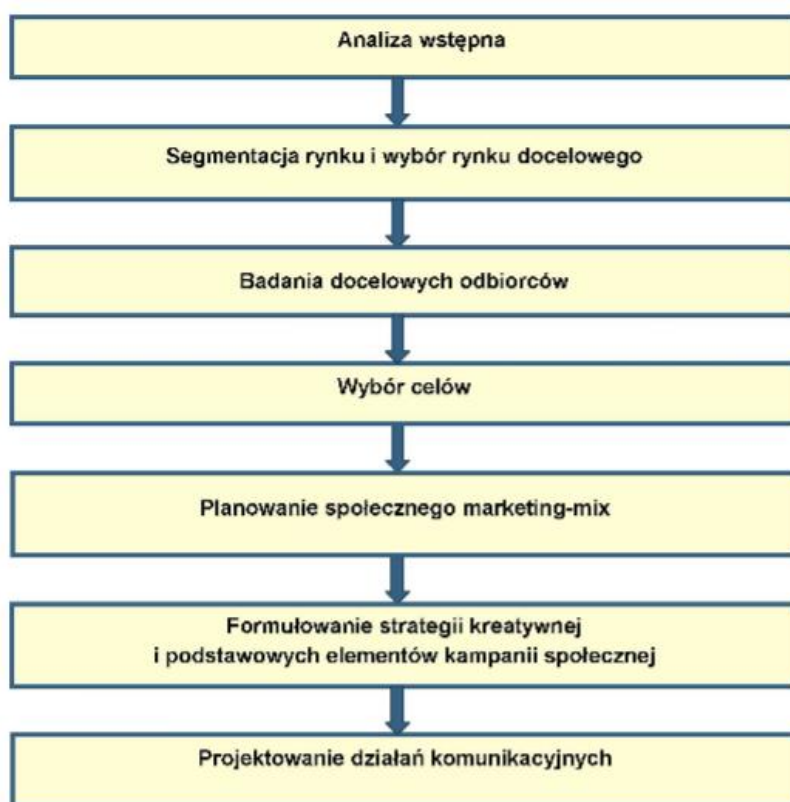 Analiza wstępna
Segmentacja rynku i wybór rynku docelowego
Badania docelowych odbiorców
Wybór celów
Planowanie społecznego marketing-mix
Formułowanie strategii kreatywnej
i podstawowych elementów kampanii społecznej
Projektowanie działań komunikacyjnych